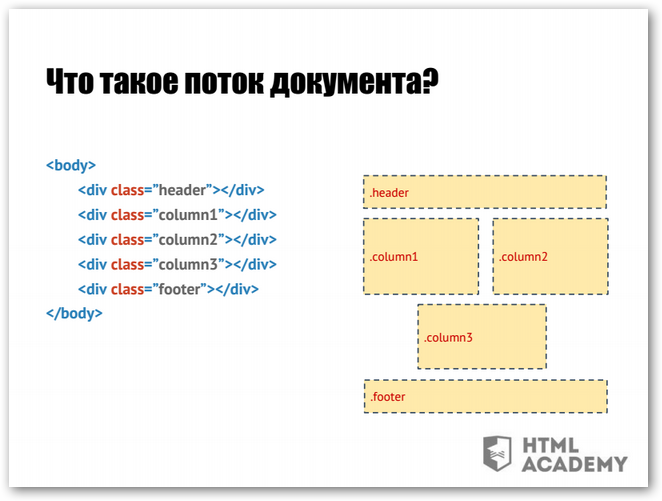 Что такое поток документа?
<body>
<div class=”header”></div>
<div class=”column1”></div>
<div class=”column2”></div>
<div class=”column3”></div>
<div class=”footer”></div>
</body>
.header
.column1 .column2
.column3
.footer
HTML
ACADEMY